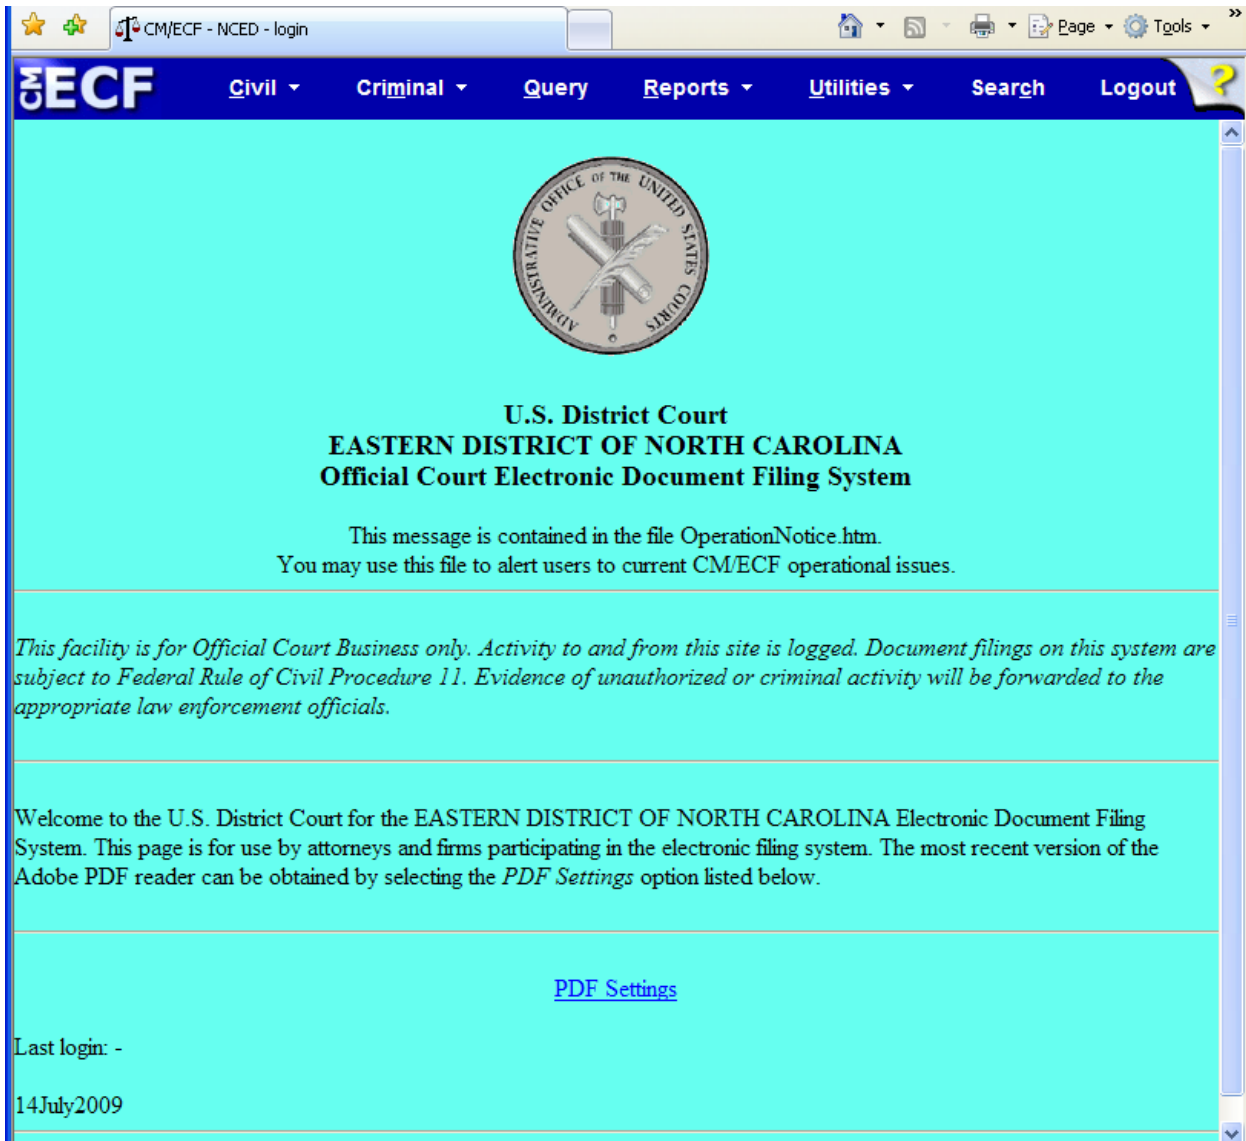 CM/ECF - NCED - login
Page
Tools
»
CM ECF
Civil
Criminal
Query
Reports
Utilities
Search
Logout
?
ADMINISTRATIVE OFFICE OF THE UNITED STATES COURTS
U.S. District Court
EASTERN DISTRICT OF NORTH CAROLINA
Official Court Electronic Document Filing System
This message is contained in the file OperationNotice.htm.
You may use this file to alert users to current CM/ECF operational issues.
This facility is for Official Court Business only. Activity to and from this site is logged. Document filings on this system are
subject to Federal Rule of Civil Procedure 11. Evidence of unauthorized or criminal activity will be forwarded to the
appropriate law enforcement officials.
Welcome to the U.S. District Court for the EASTERN DISTRICT OF NORTH CAROLINA Electronic Document Filing
System. This page is for use by attorneys and firms participating in the electronic filing system. The most recent version of the
Adobe PDF reader can be obtained by selecting the PDF Settings option listed below.
PDF Settings
Last login: -
14July2009